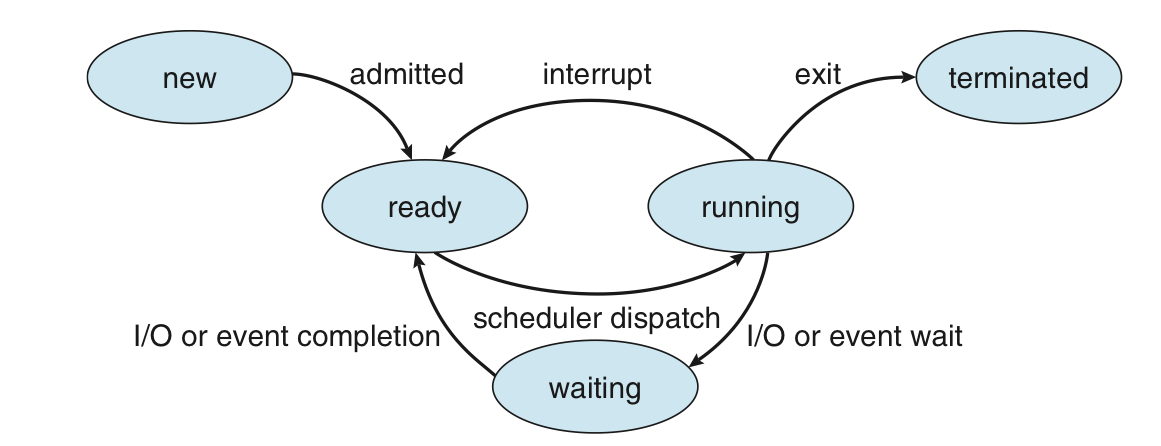 new
admitted
interrupt
exit
terminated
ready
running
scheduler dispatch
I/O or event completion
I/O or event wait
waiting